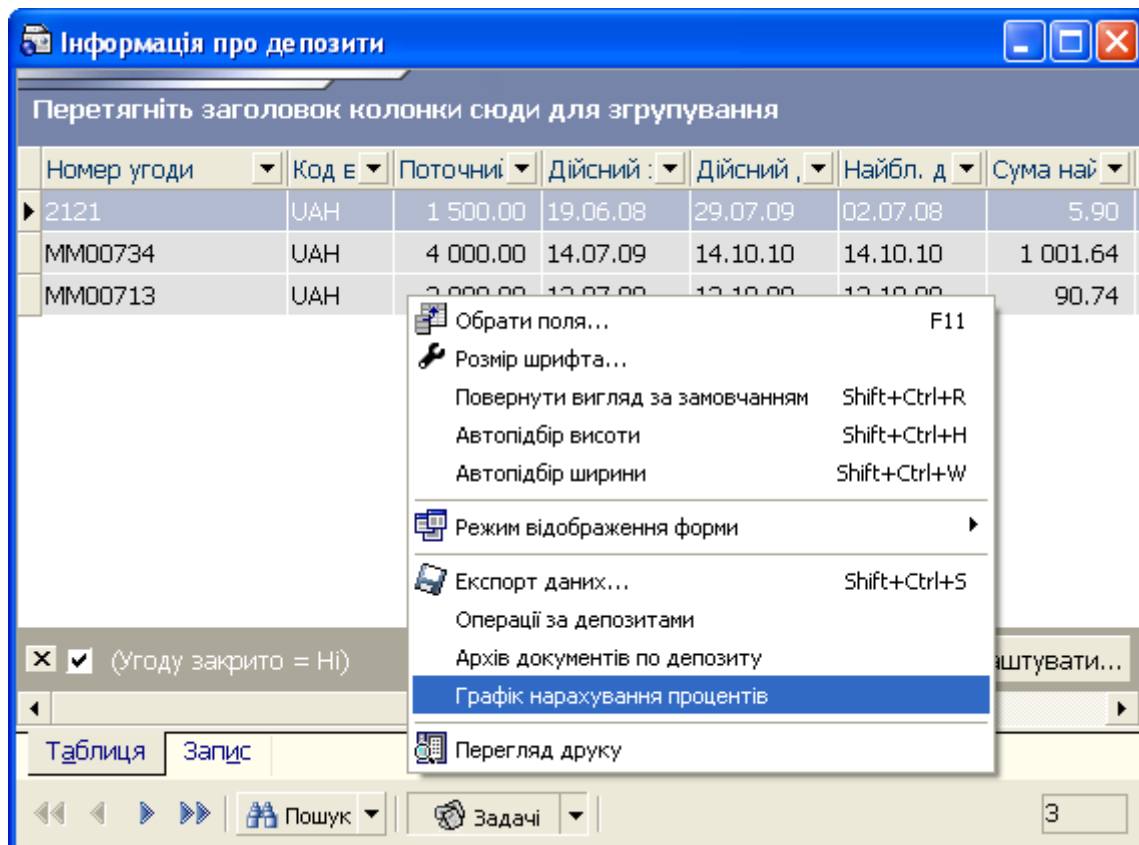 Інформація про депозити
Перетягніть заголовок колонки сюди для згрупування
Номер угоди Код в Поточний Дійсний Дійсний Найбл. д Сума най
2121 UAH 1 500.00 19.06.08 29.07.09 02.07.08 5.90
ММ00734 UAH 4 000.00 14.07.09 14.10.10 14.10.10 1 001.64
ММ00713 UAH 90.74
Обрати поля... F11
Розмір шрифта...
Повернути вигляд за замовчанням Shift+Ctrl+R
Автопідбір висоти Shift+Ctrl+H
Автопідбір ширини Shift+Ctrl+W
Режим відображення форми
Експорт даних... Shift+Ctrl+S
Операції за депозитами
(Угоду закрито = Ні) Архів документів по депозиту аштувати...
Графік нарахування процентів
Перегляд друку
Таблиця Запис
Пошук Задачі 3